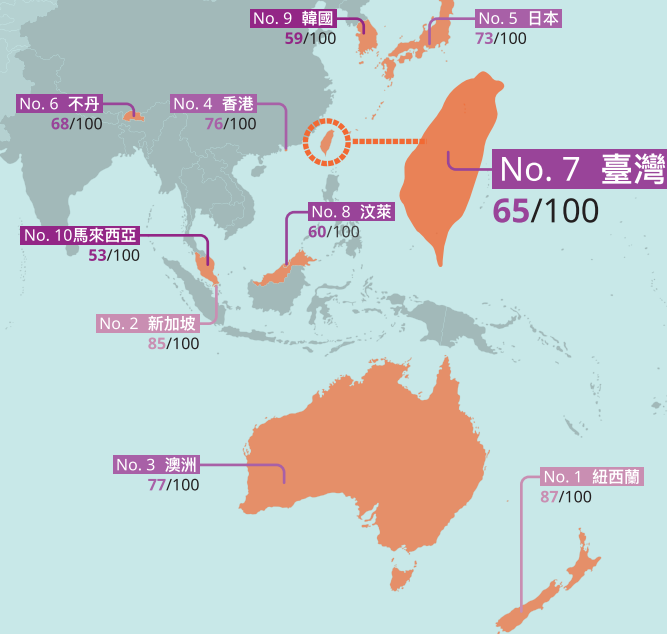 No. 9 韓國
59/100
No. 5 日本
73/100
No. 6 不丹
68/100
No. 4 香港
76/100
No. 7 臺灣
65/100
No. 8 汶萊
60/100
No. 10馬來西亞
53/100
No. 2 新加坡
85/100
No. 3 澳洲
77/100
No. 1 紐西蘭
87/100